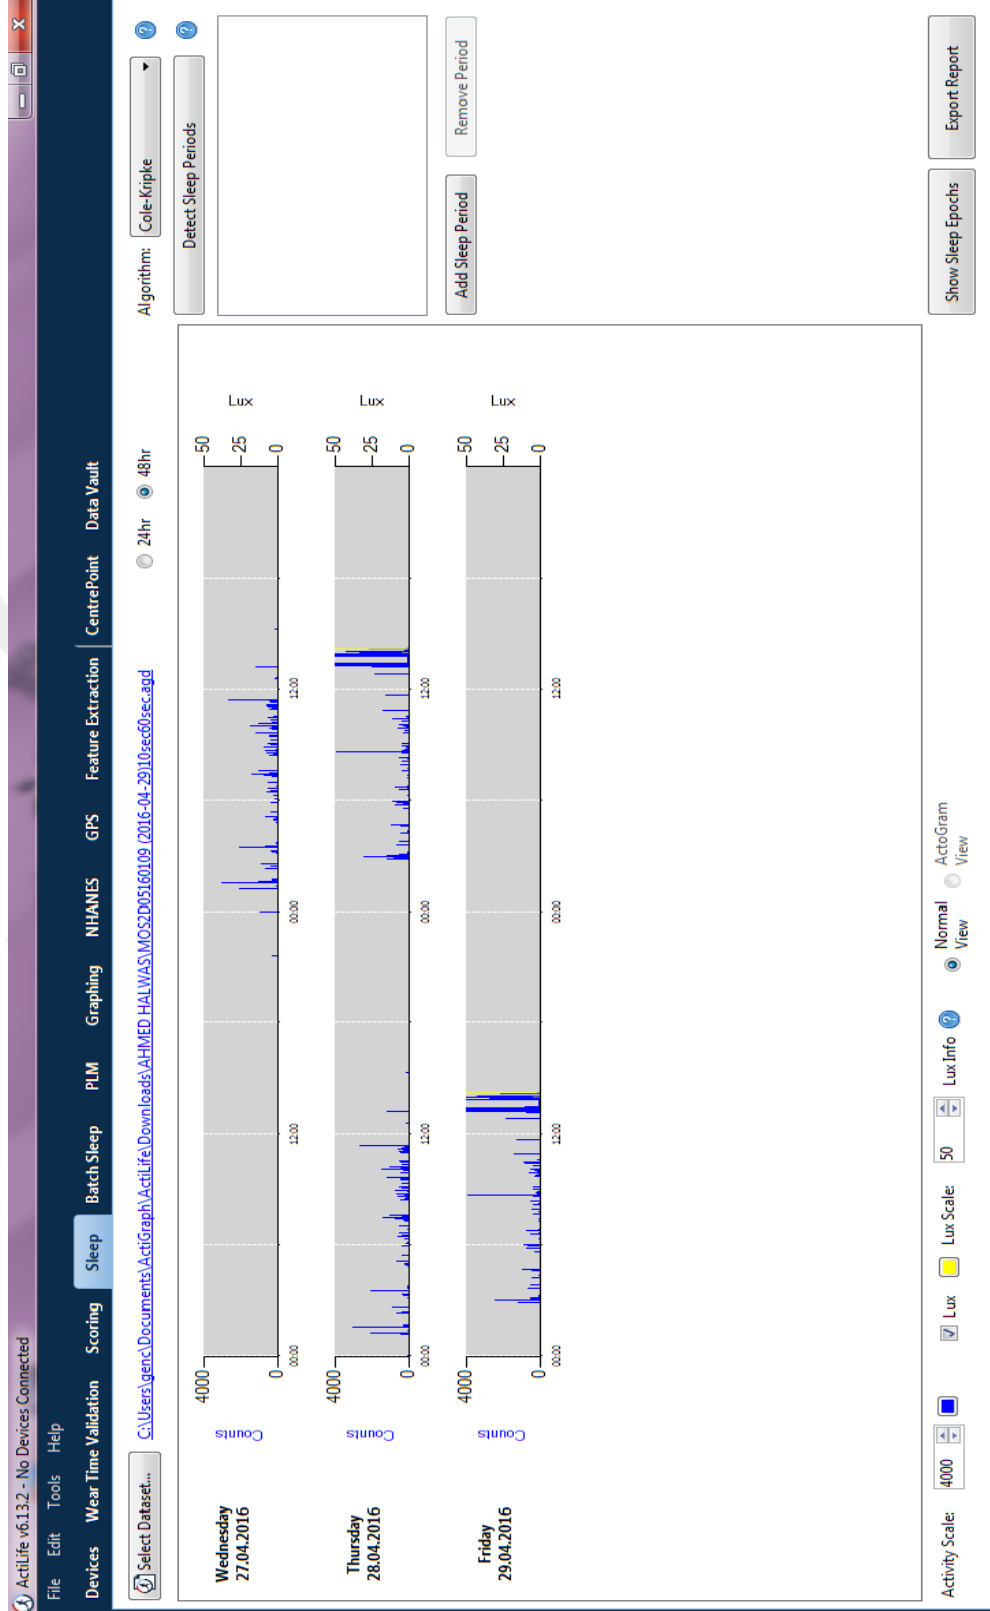 ActiLife v6.13.2 - No Devices Connected
File Edit Tools Help
Devices Wear Time Validation Scoring Sleep Batch Sleep PLM Graphing NHANES GPS Feature Extraction CentrePoint Data Vault
Select Dataset... C:\Users\genc\Documents\ActiGraph\ActiLife\Downloads\AHMED HALWAS\MOS2D05160109 (2016-04-29)10sec60sec.agd 24hr 48hr Algorithm: Cole-Kripke
Detect Sleep Periods
Wednesday
27.04.2016
Counts
4000
0
00:00 12:00 00:00 12:00
50
25
0
Lux
Thursday
28.04.2016
Counts
4000
0
00:00 12:00 00:00 12:00
50
25
0
Lux
Friday
29.04.2016
Counts
4000
0
00:00 12:00 00:00 12:00
50
25
0
Lux
Add Sleep Period Remove Period
Activity Scale: 4000 Lux Lux Scale: 50 Lux Info Normal View ActoGram View Show Sleep Epochs Export Report